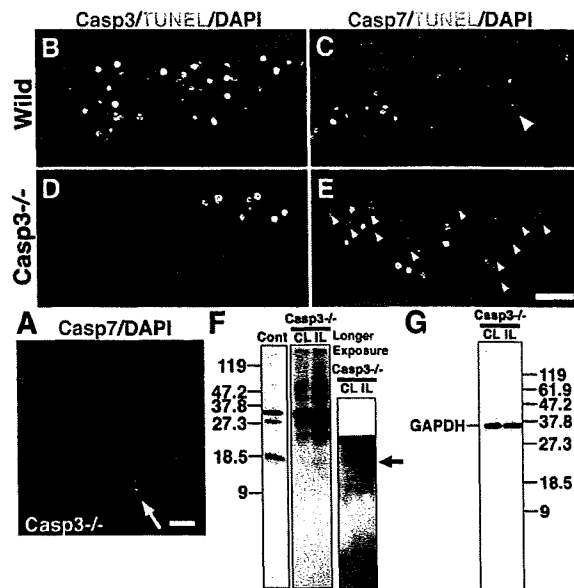 Casp3/TUNEL/DAPI
Casp7/TUNEL/DAPI
Wild
B
C
Casp3-/-
D
E
A
Casp7/DAPI
Casp3-/-
F
Casp3-/-
Cont
CL IL
Longer
Exposure
Casp3-/-
CL IL
119
47.2
37.8
27.3
18.5
9
G
Casp3-/-
CL IL
GAPDH
119
61.9
47.2
37.8
27.3
18.5
9